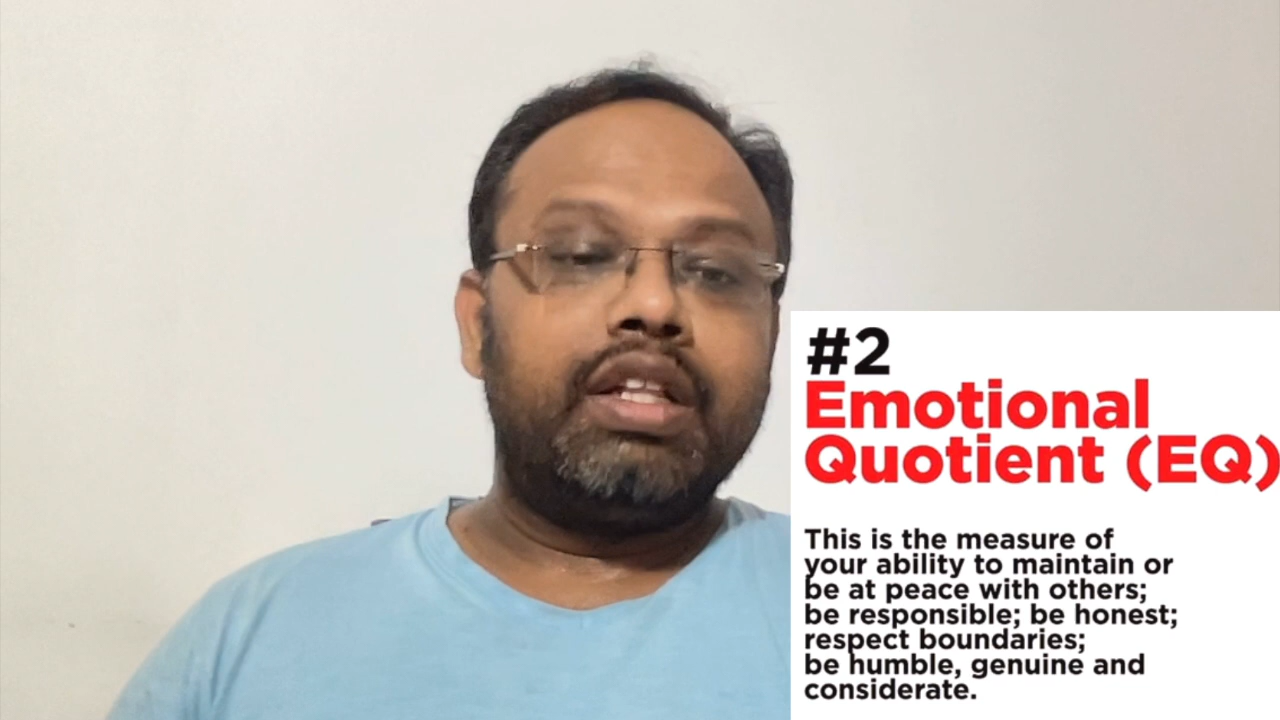 #2
Emotional
Quotient (EQ)
This is the measure of
your ability to maintain or
be at peace with others;
be responsible; be honest;
respect boundaries;
be humble, genuine and
considerate.